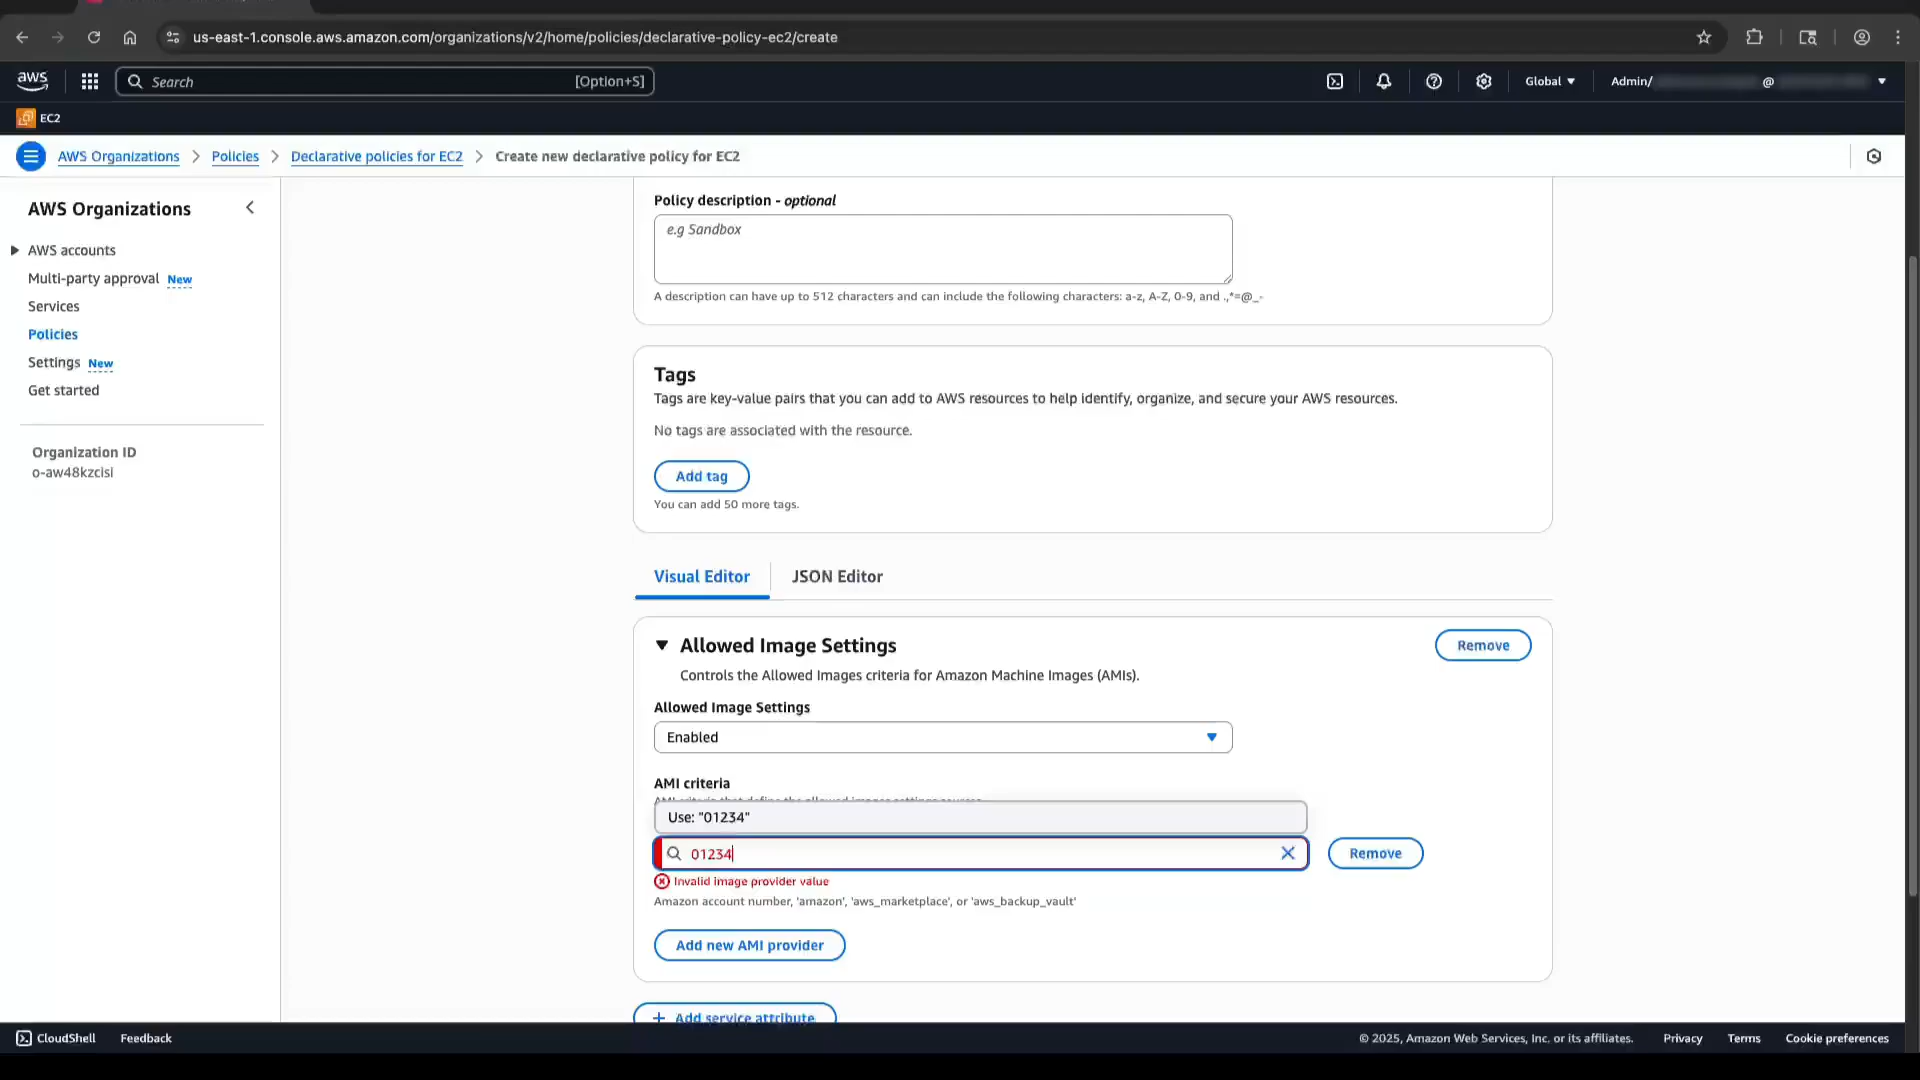 us-east-1.console.aws.amazon.com/organizations/v2/home/policies/declarative-policy-ec2/create
aws
Search
[Option+S]
Global
Admin/
@
EC2
AWS Organizations
Policies
Declarative policies for EC2
Create new declarative policy for EC2
AWS Organizations
AWS accounts
Multi-party approval New
Services
Policies
Settings New
Get started
Organization ID
o-aw48kzcisi
Policy description - optional
e.g Sandbox
A description can have up to 512 characters and can include the following characters: a-z, A-Z, 0-9, and .,*=@_-
Tags
Tags are key-value pairs that you can add to AWS resources to help identify, organize, and secure your AWS resources.
No tags are associated with the resource.
Add tag
You can add 50 more tags.
Visual Editor
JSON Editor
Allowed Image Settings
Remove
Controls the Allowed Images criteria for Amazon Machine Images (AMIs).
Allowed Image Settings
Enabled
AMI criteria
AMI criteria that define the allowed images settings sources
Use: "01234"
01234
Remove
Invalid image provider value
Amazon account number, 'amazon', 'aws_marketplace', or 'aws_backup_vault'
Add new AMI provider
+ Add service attribute
CloudShell
Feedback
© 2025, Amazon Web Services, Inc. or its affiliates.
Privacy
Terms
Cookie preferences